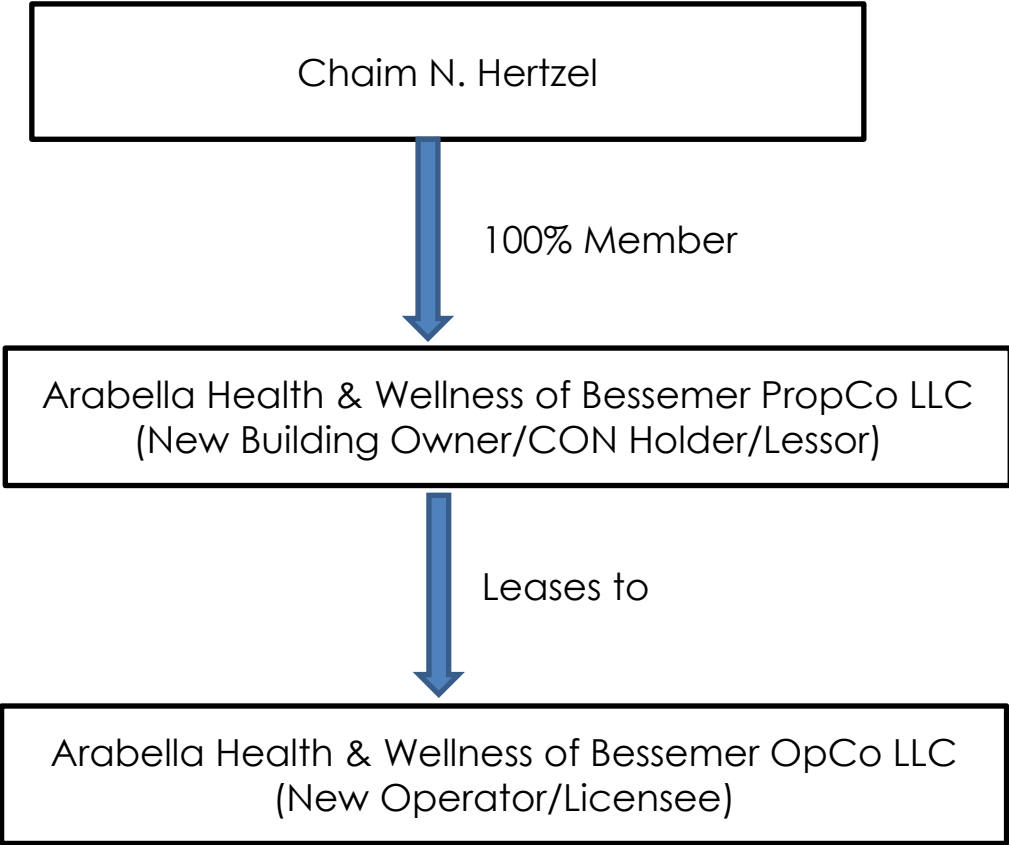 Chaim N. Hertzel
100% Member
Arabella Health & Wellness of Bessemer PropCo LLC
(New Building Owner/CON Holder/Lessor)
Leases to
Arabella Health & Wellness of Bessemer OpCo LLC
(New Operator/Licensee)